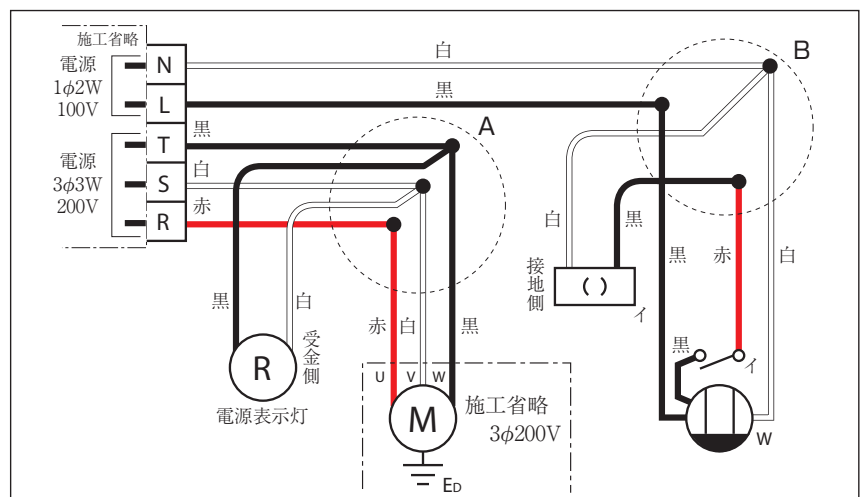 施工省略
電源
1φ2W
100V
N
L
電源
3φ3W
200V
T
S
R
白
黒
黒
白
赤
A
B
黒
白
受金側
R
電源表示灯
赤
白
黒
U
V
W
M
施工省略
3φ200V
ED
白
黒
接地側
イ
黒
赤
白
黒
イ
W